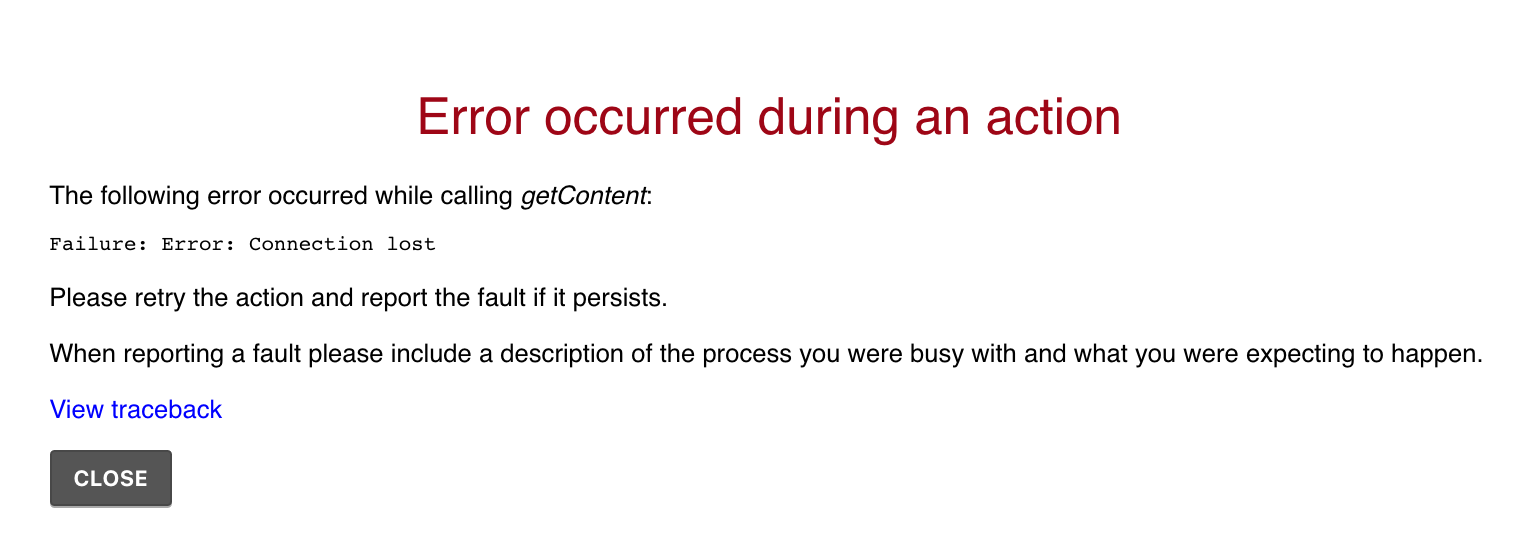 Error occurred during an action
The following error occurred while calling getContent:
Failure: Error: Connection lost
Please retry the action and report the fault if it persists.
When reporting a fault please include a description of the process you were busy with and what you were expecting to happen.
View traceback
CLOSE